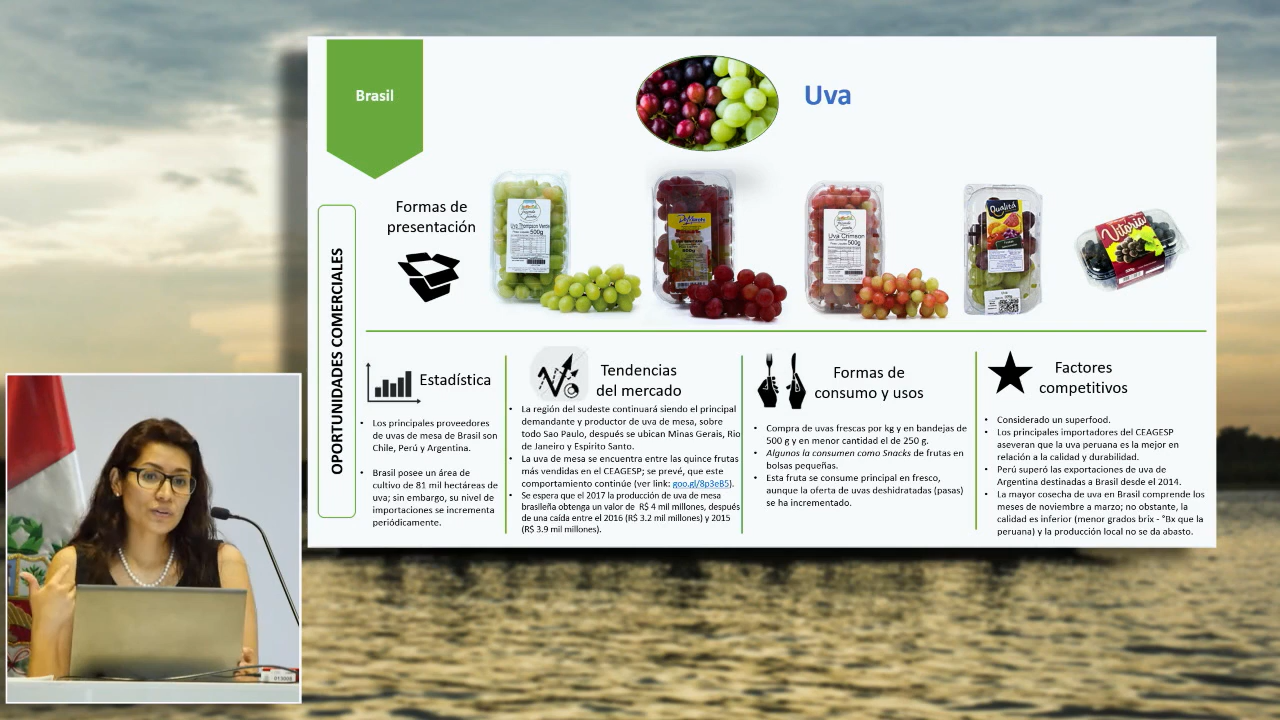 Brasil
Uva
OPORTUNIDADES COMERCIALES
Formas de
presentación
500g
Uva Crimson
500g
Qualitá
Vitoria
Estadística
Los principales proveedores
de uvas de mesa de Brasil son
Chile, Perú y Argentina.
Brasil posee un área de
cultivo de 81 mil hectáreas de
uva; sin embargo, su nivel de
importaciones se incrementa
periódicamente.
Tendencias
del mercado
La región del sudeste continuará siendo el principal
demandante y productor de uva de mesa, sobre
todo Sao Paulo, después se ubican Minas Gerais, Rio
de Janeiro y Espirito Santo.
La uva de mesa se encuentra entre las quince frutas
más vendidas en el CEAGESP; se prevé, que este
comportamiento continúe (ver link: goo.gl/8p3eB5).
Se espera que el 2017 la producción de uva de mesa
brasileña obtenga un valor de R$ 4 mil millones, después
de una caída entre el 2016 (R$ 3.2 mil millones) y 2015
(R$ 3.9 mil millones).
Formas de
consumo y usos
Compra de uvas frescas por kg y en bandejas de
500 g y en menor cantidad el de 250 g.
Algunos la consumen como Snacks de frutas en
bolsas pequeñas.
Esta fruta se consume principal en fresco,
aunque la oferta de uvas deshidratadas (pasas)
se ha incrementado.
Factores
competitivos
Considerado un superfood.
Los principales importadores del CEAGESP
aseveran que la uva peruana es la mejor en
relación a la calidad y durabilidad.
Perú superó las exportaciones de uva de
Argentina destinadas a Brasil desde el 2014.
La mayor cosecha de uva en Brasil comprende los
meses de noviembre a marzo; no obstante, la
calidad es inferior (menor grados brix - °Bx que la
peruana) y la producción local no se da abasto.